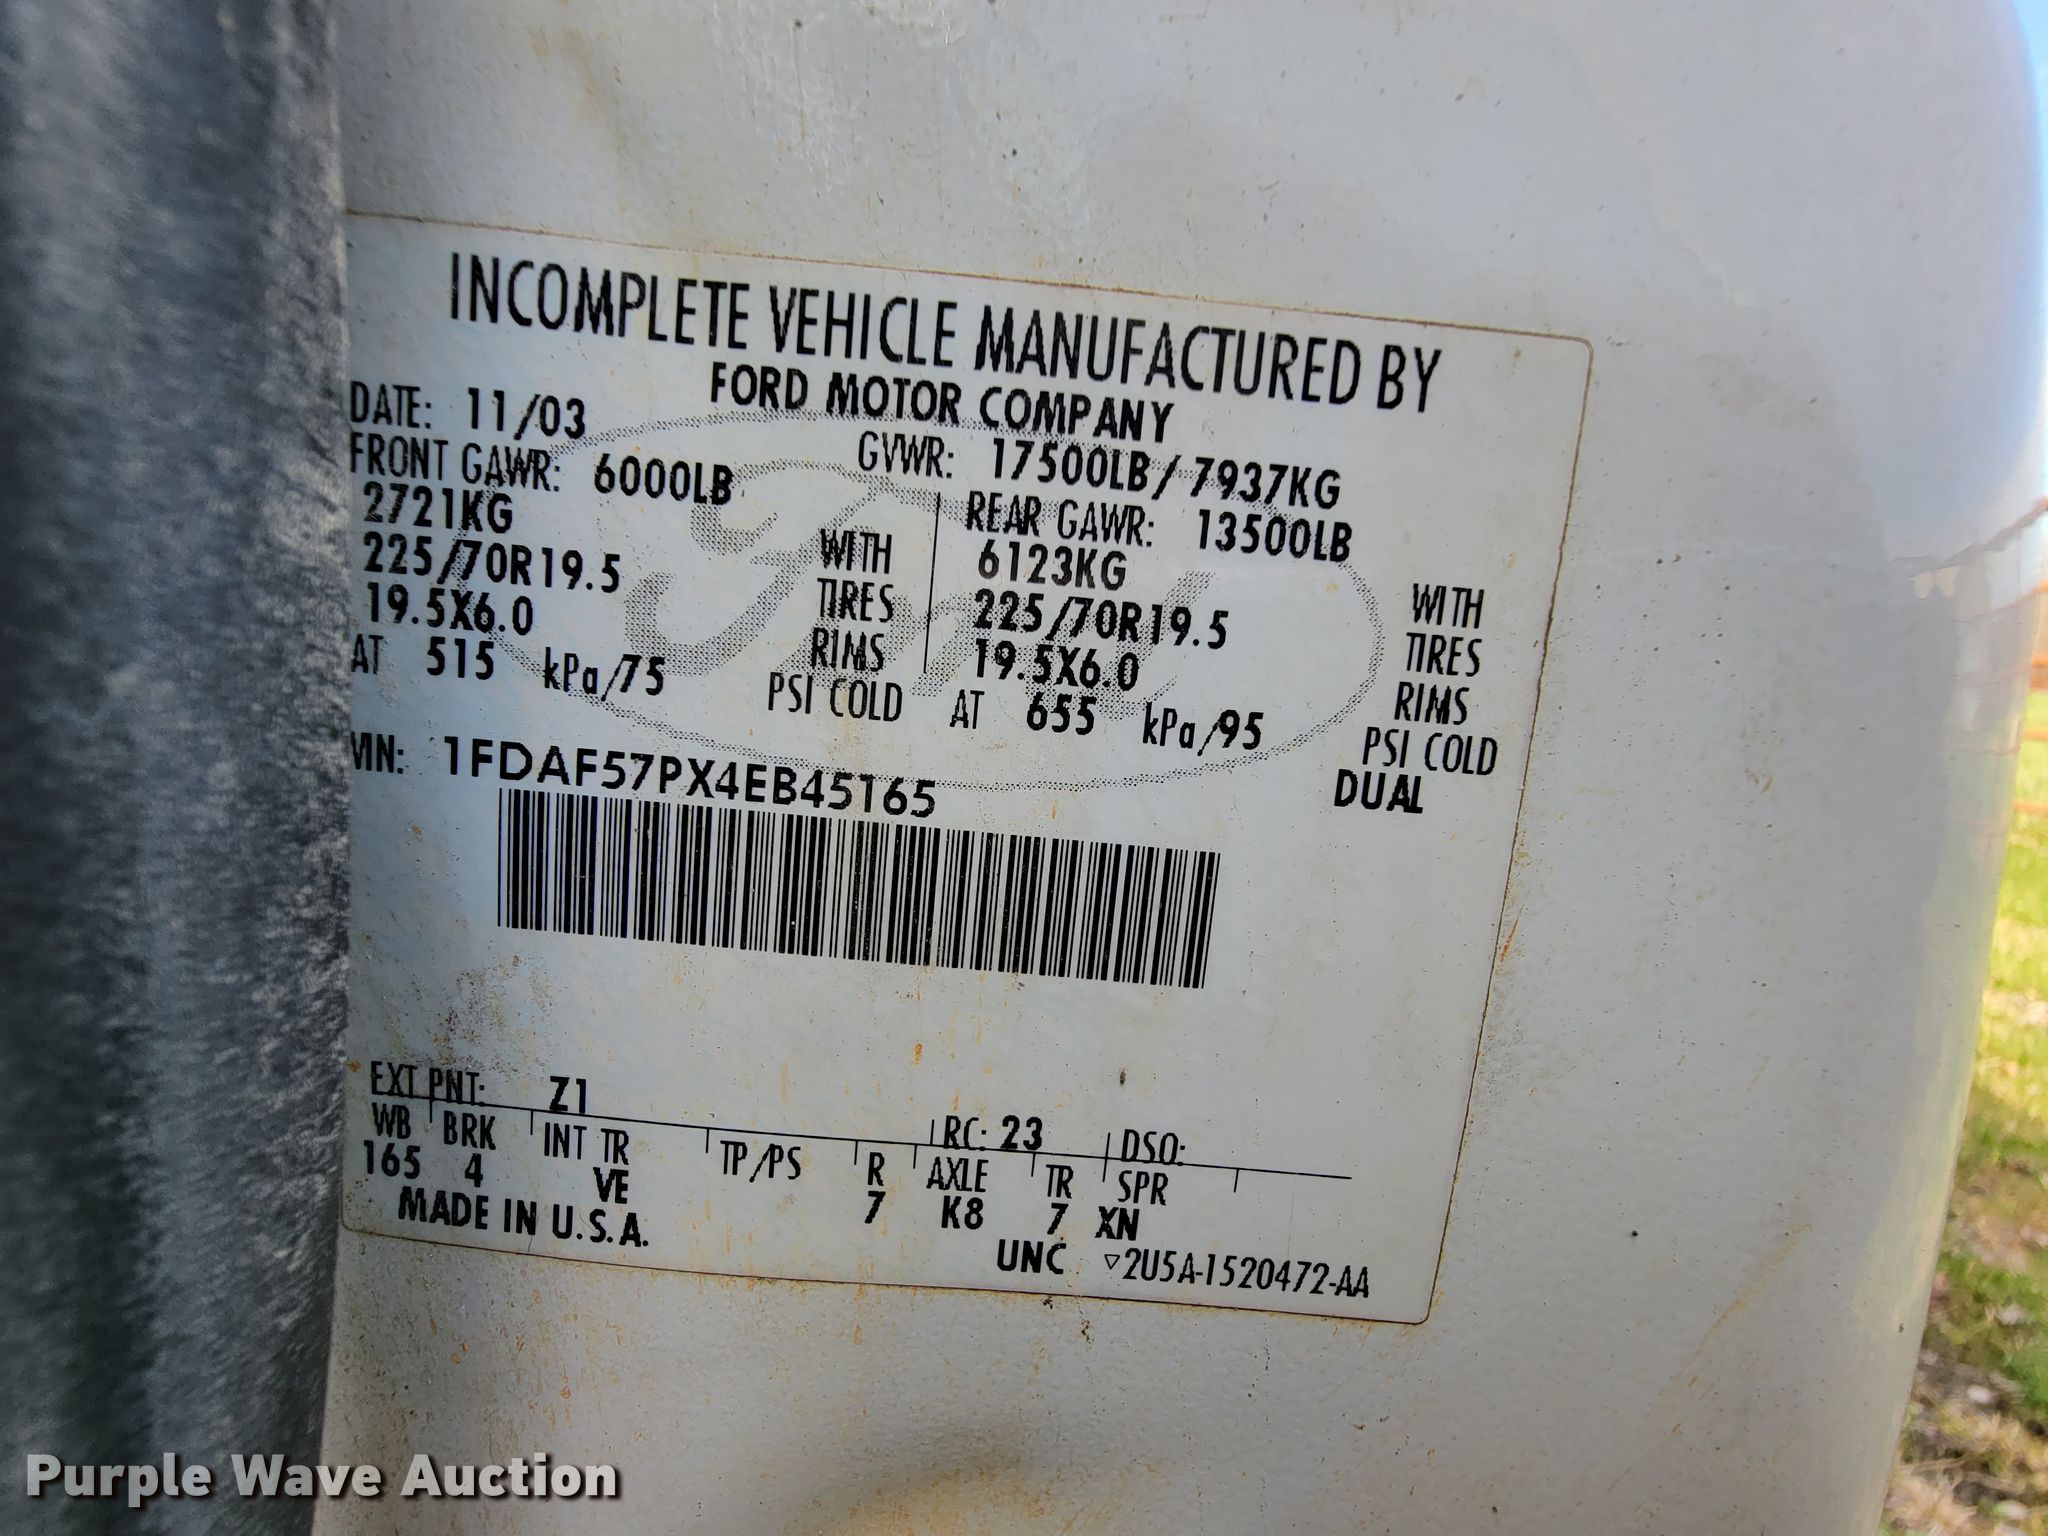 INCOMPLETE VEHICLE MANUFACTURED BY
FORD MOTOR COMPANY
DATE: 11/03
GVWR: 17500LB / 7937KG
FRONT GAWR: 6000LB
2721KG
WITH
225/70R19.5
TIRES
19.5X6.0
RIMS
AT 515 kPa/75
PSI COLD
REAR GAWR: 13500LB
6123KG
WITH
225/70R19.5
TIRES
19.5X6.0
RIMS
AT 655 kPa/95
PSI COLD
DUAL
VIN: 1FDAF57PX4EB45165
EXT PNT: Z1
RC: 23
DSO:
WB BRK INT TR TP/PS R AXLE TR SPR
165 4 VE 7 K8 7 XN
MADE IN U.S.A.
UNC ▽2U5A-1520472-AA
Ford
Purple Wave Auction